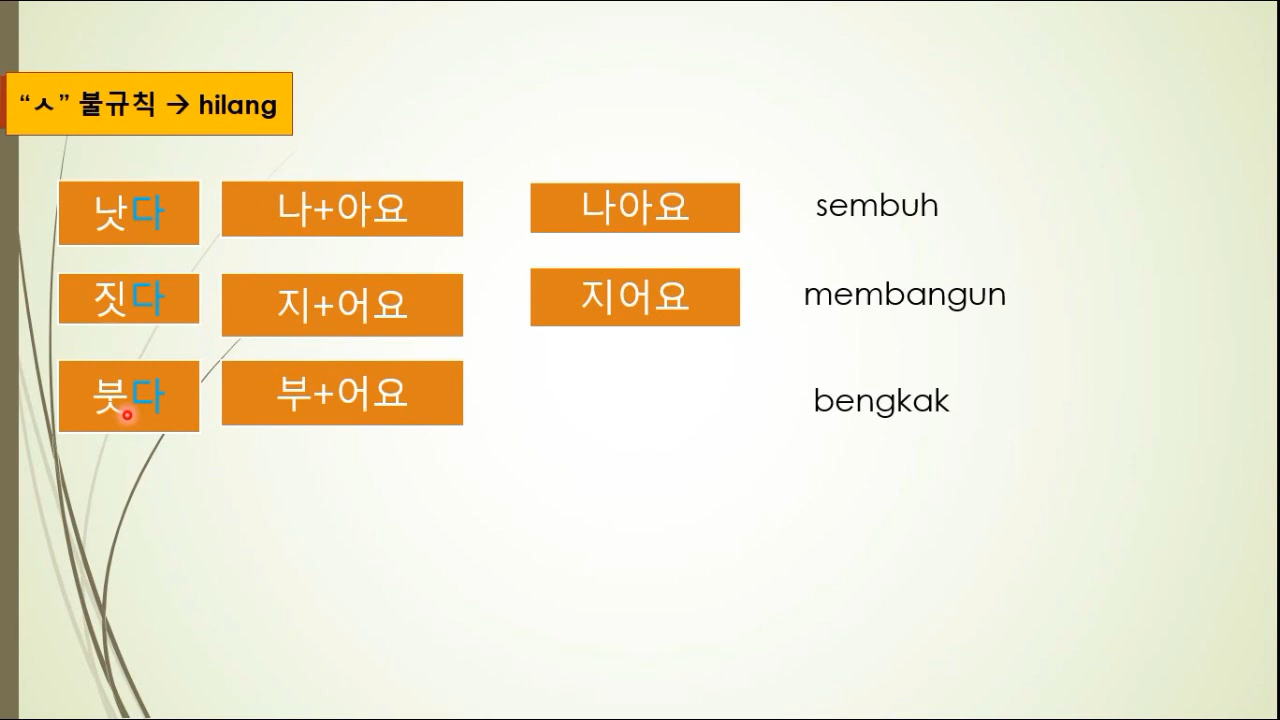 “ㅅ” 불규칙 → hilang
낫다 나+아요 나아요 sembuh
짓다 지+어요 지어요 membangun
붓다 부+어요 bengkak